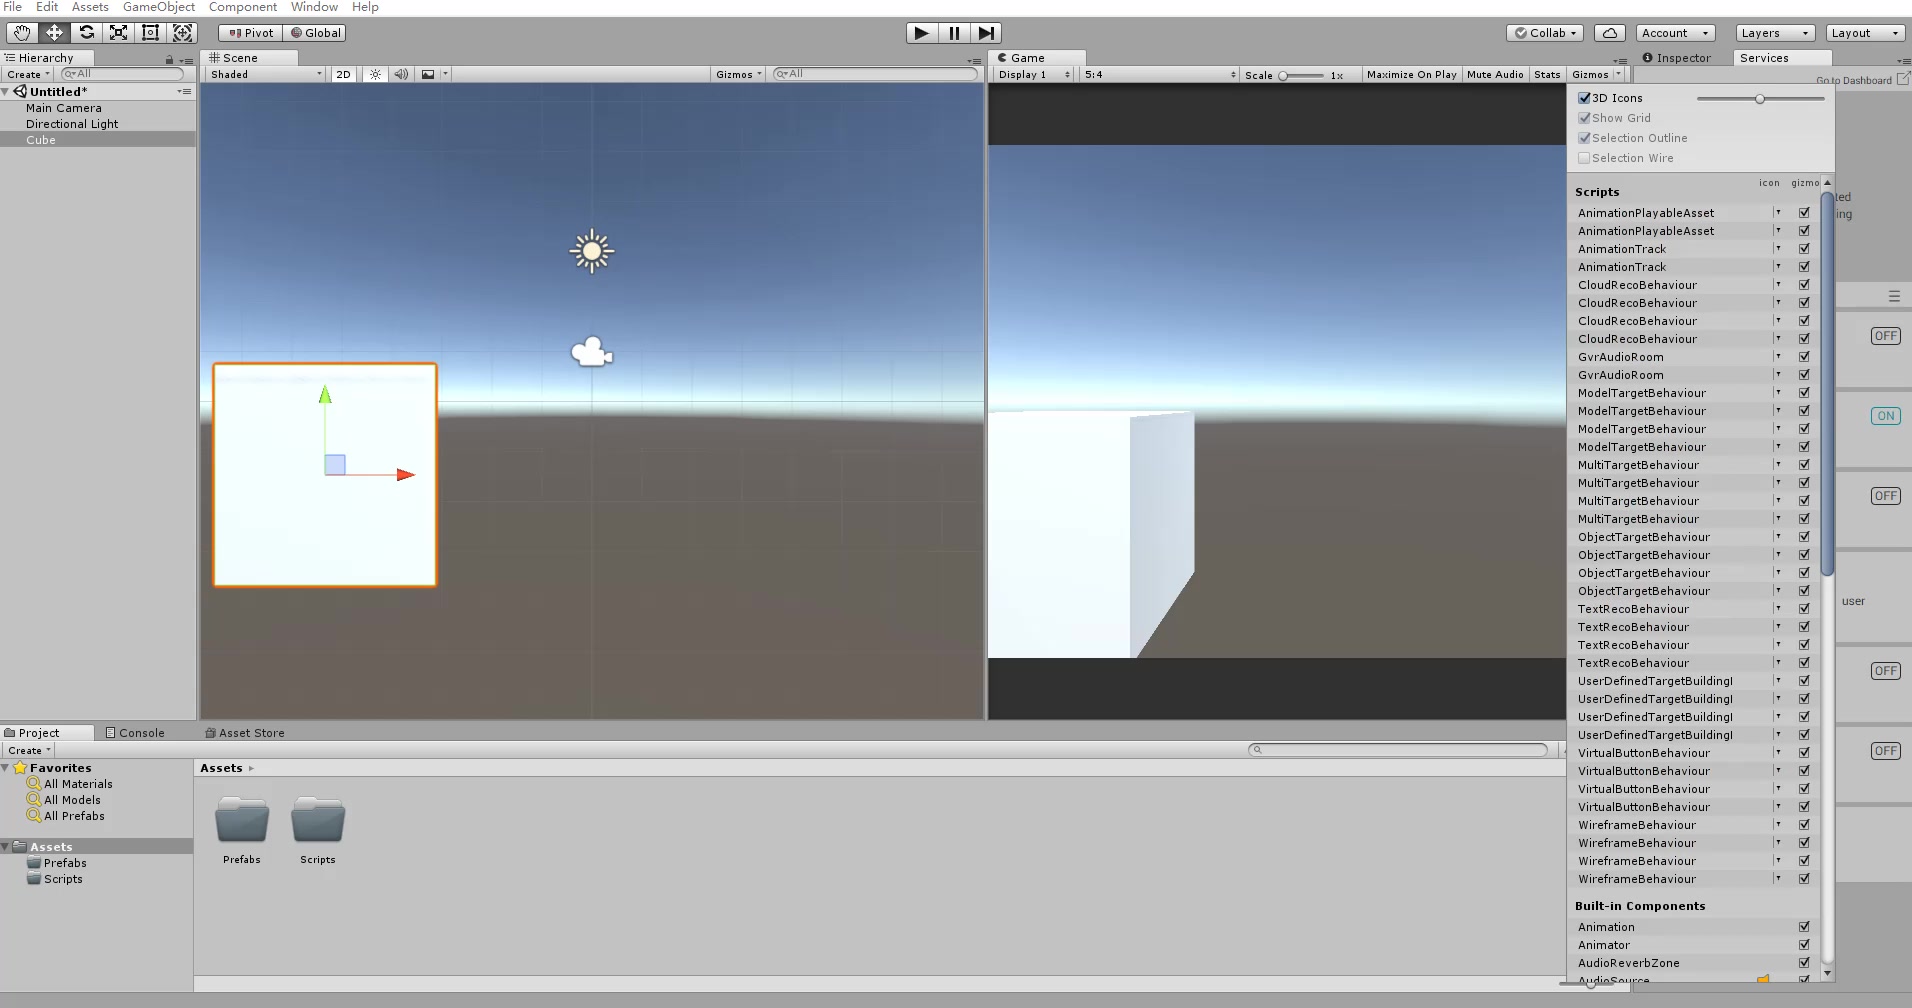 File Edit Assets GameObject Component Window Help
Pivot Global Collab Account Layers Layout
Hierarchy
Create All
Untitled*
Main Camera
Directional Light
Cube
Scene
Shaded 2D Gizmos All
Game
Display 1 5:4 Scale 1x Maximize On Play Mute Audio Stats Gizmos
Inspector Services
Go to Dashboard
3D Icons
Show Grid
Selection Outline
Selection Wire
icon gizmo
Scripts
AnimationPlayableAsset
AnimationPlayableAsset
AnimationTrack
AnimationTrack
CloudRecoBehaviour
CloudRecoBehaviour
CloudRecoBehaviour
CloudRecoBehaviour
GvrAudioRoom
GvrAudioRoom
ModelTargetBehaviour
ModelTargetBehaviour
ModelTargetBehaviour
ModelTargetBehaviour
MultiTargetBehaviour
MultiTargetBehaviour
MultiTargetBehaviour
MultiTargetBehaviour
ObjectTargetBehaviour
ObjectTargetBehaviour
ObjectTargetBehaviour
ObjectTargetBehaviour
TextRecoBehaviour
TextRecoBehaviour
TextRecoBehaviour
TextRecoBehaviour
UserDefinedTargetBuildingI
UserDefinedTargetBuildingI
UserDefinedTargetBuildingI
UserDefinedTargetBuildingI
VirtualButtonBehaviour
VirtualButtonBehaviour
VirtualButtonBehaviour
VirtualButtonBehaviour
WireframeBehaviour
WireframeBehaviour
WireframeBehaviour
WireframeBehaviour
Built-in Components
Animation
Animator
AudioReverbZone
AudioSource
ted
ing
OFF
ON
OFF
user
OFF
OFF
Project Console Asset Store
Create
Favorites
All Materials
All Models
All Prefabs
Assets
Prefabs
Scripts
Assets
Prefabs Scripts